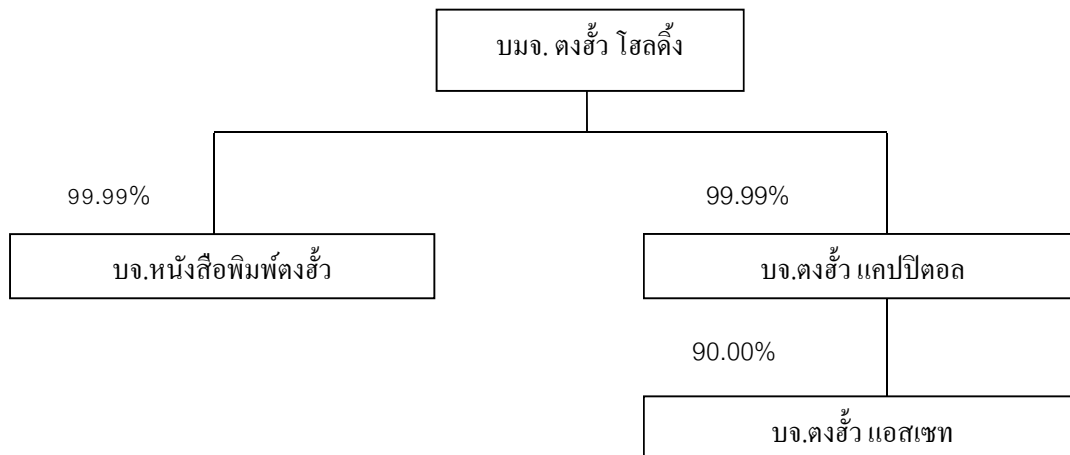 บมจ. ตงฮั้ว โฮลดิ้ง
99.99%
99.99%
บจ.หนังสือพิมพ์ตงฮั้ว
บจ.ตงฮั้ว แคปปิตอล
90.00%
บจ.ตงฮั้ว แอสเซท